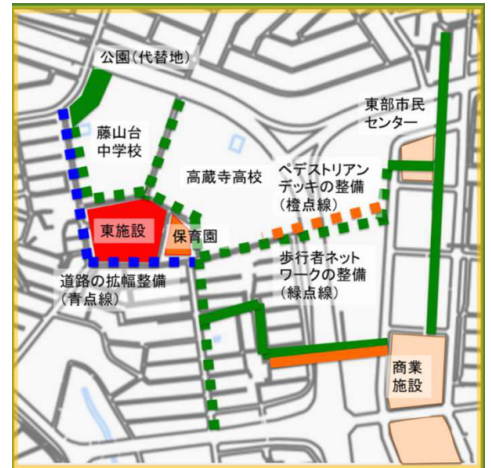 公園(代替地)
藤山台
中学校
東部市民
センター
高蔵寺高校
ペデストリアン
デッキの整備
(橙点線)
東施設
保育園
歩行者ネット
ワークの整備
(緑点線)
道路の拡幅整備
(青点線)
商業
施設